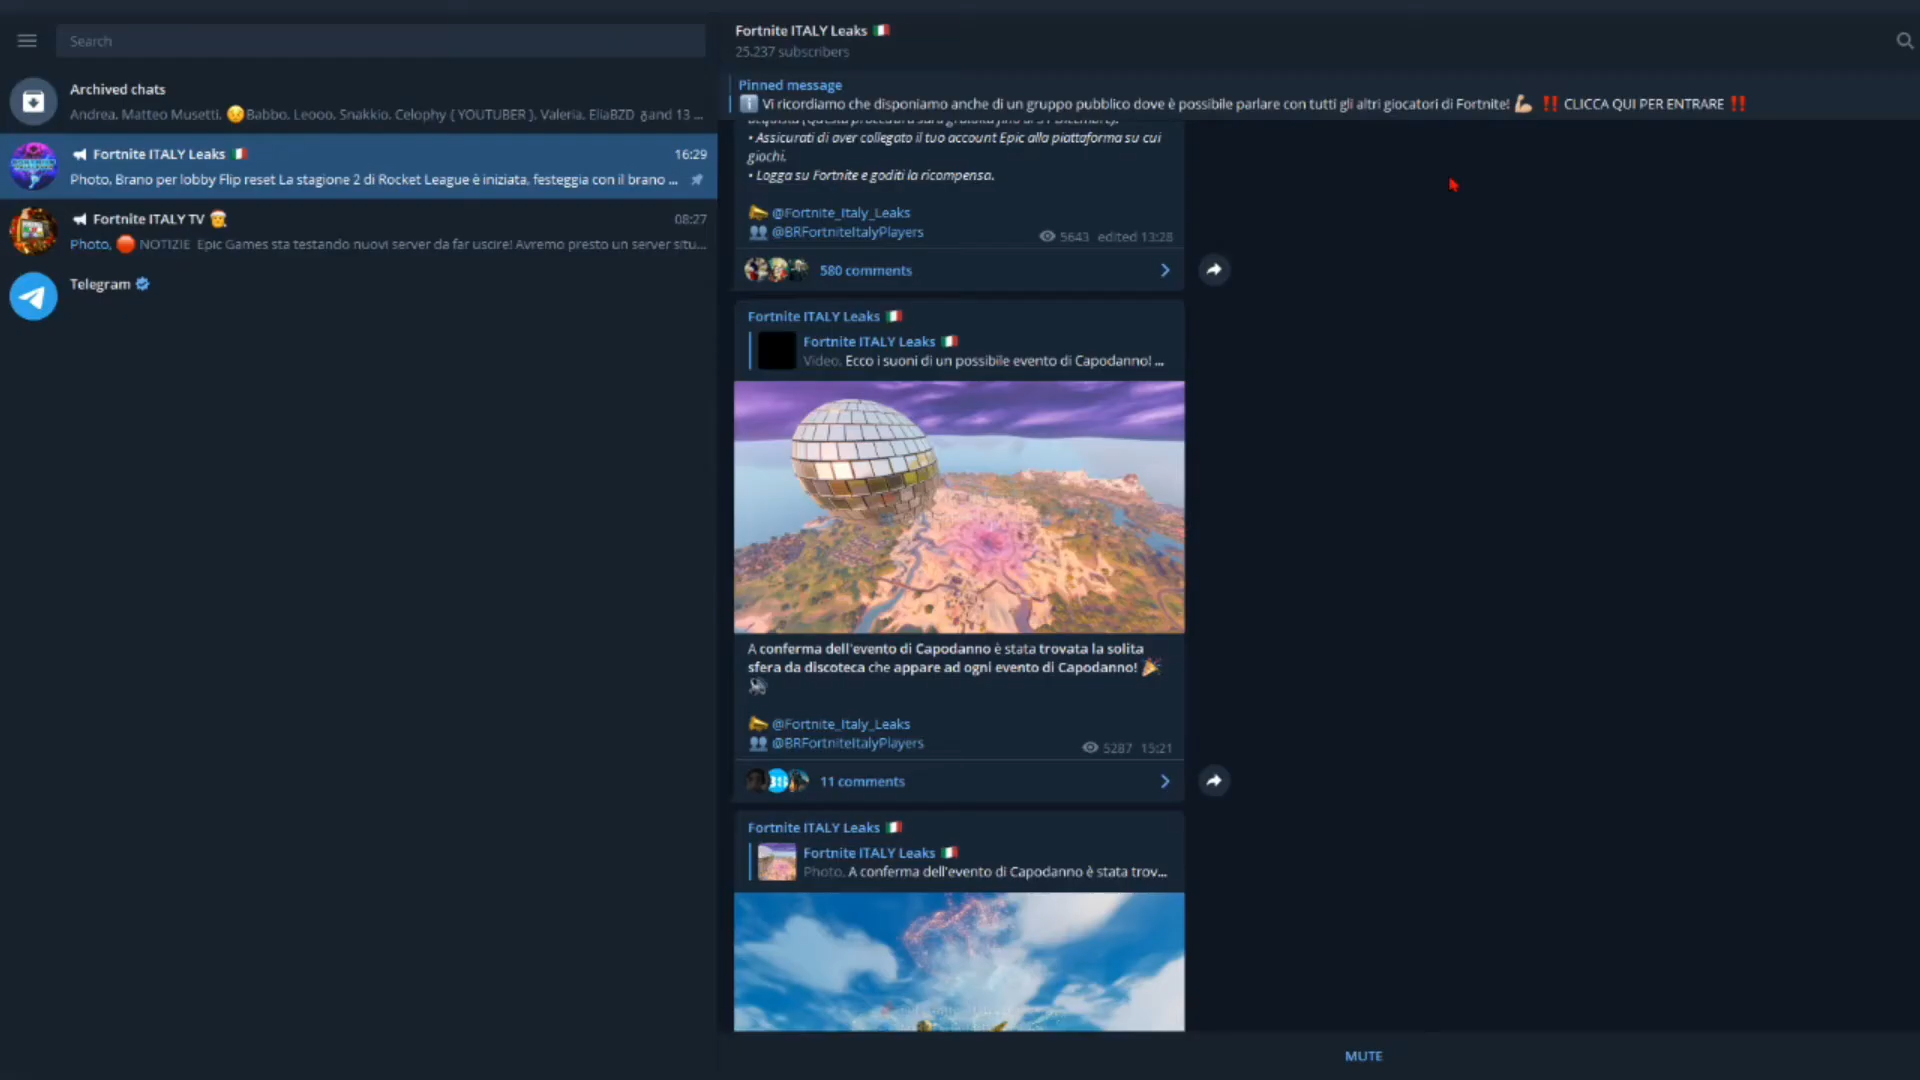 Search
Archived chats
Andrea, Matteo Musetti, Babbo, Leooo, Snakkio, Celophy (YOUTUBER), Valeria, EliaBZD and 13 ...
Fortnite ITALY Leaks 🇮🇹
16:29
Photo, Brano per lobby Flip reset La stagione 2 di Rocket League è iniziata, festeggia con il brano ...
Fortnite ITALY TV
08:27
Photo, 🔴 NOTIZIE Epic Games sta testando nuovi server da far uscire! Avremo presto un server situ...
Telegram
Fortnite ITALY Leaks 🇮🇹
25.237 subscribers
Pinned message
ℹ️ Vi ricordiamo che disponiamo anche di un gruppo pubblico dove è possibile parlare con tutti gli altri giocatori di Fortnite! 💪 ‼️ CLICCA QUI PER ENTRARE ‼️
• Assicurati di aver collegato il tuo account Epic alla piattaforma su cui
giochi.
• Logga su Fortnite e goditi la ricompensa.
@Fortnite_Italy_Leaks
@BRFortniteItalyPlayers
5643 edited 13:28
580 comments
Fortnite ITALY Leaks 🇮🇹
Fortnite ITALY Leaks 🇮🇹
Video, Ecco i suoni di un possibile evento di Capodanno! ...
A conferma dell'evento di Capodanno è stata trovata la solita
sfera da discoteca che appare ad ogni evento di Capodanno! 🎉
@Fortnite_Italy_Leaks
@BRFortniteItalyPlayers
5287 15:21
11 comments
Fortnite ITALY Leaks 🇮🇹
Fortnite ITALY Leaks 🇮🇹
Photo, A conferma dell'evento di Capodanno è stata trov...
MUTE